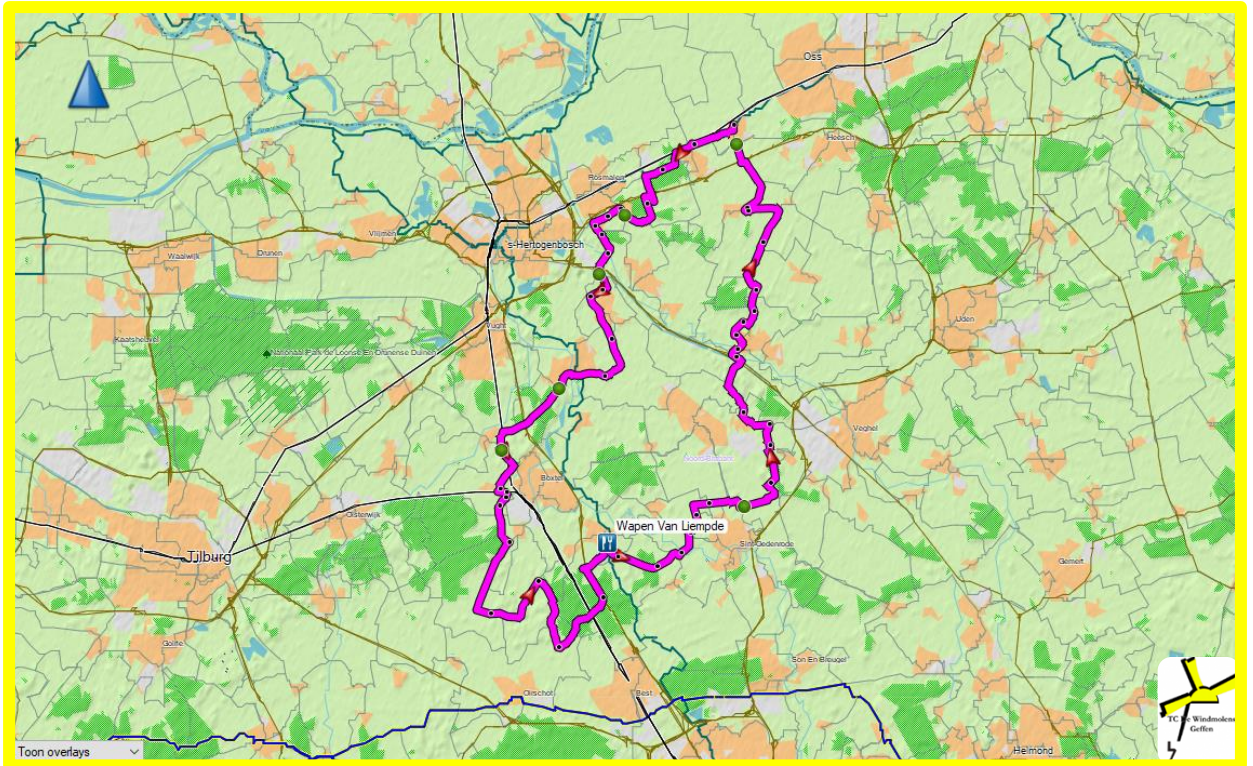 Oss
Heesch
Rosmalen
Vlijmen
's-Hertogenbosch
Waalwijk
Drunen
Uden
Vught
Kaatsheuvel
Nationaal Park de Loonse En Drunense Duinen
Veghel
Noord-Brabant
Boxtel
Oisterwijk
Wapen Van Liempde
Sint-Oedenrode
Tilburg
Gemert
Goirle
Son En Breugel
Oirschot
Best
TC De Windmolens
Geffen
Toon overlays
Helmond